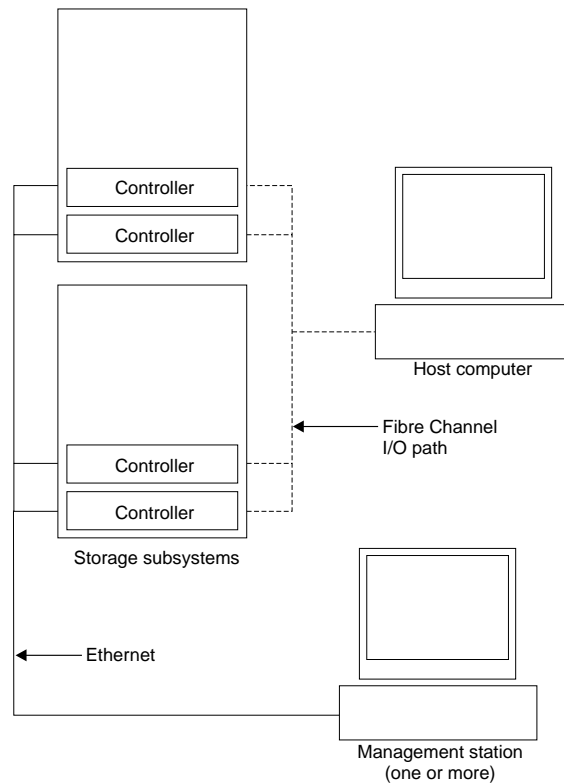 Controller
Controller
Host computer
Fibre Channel
I/O path
Controller
Controller
Storage subsystems
Ethernet
Management station
(one or more)